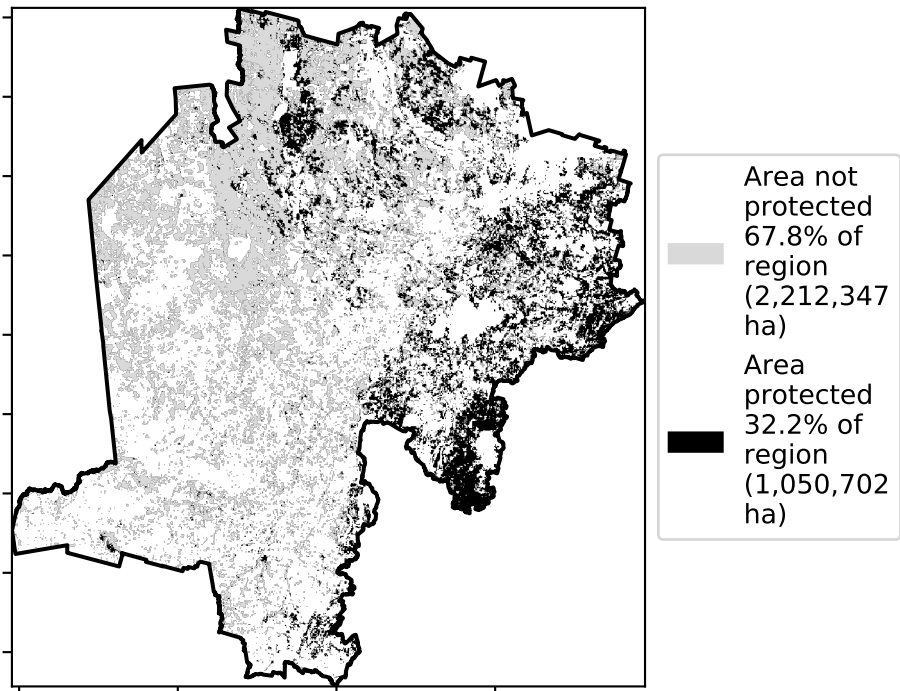 Area not
protected
67.8% of
region
(2,212,347
ha)
Area
protected
32.2% of
region
(1,050,702
ha)